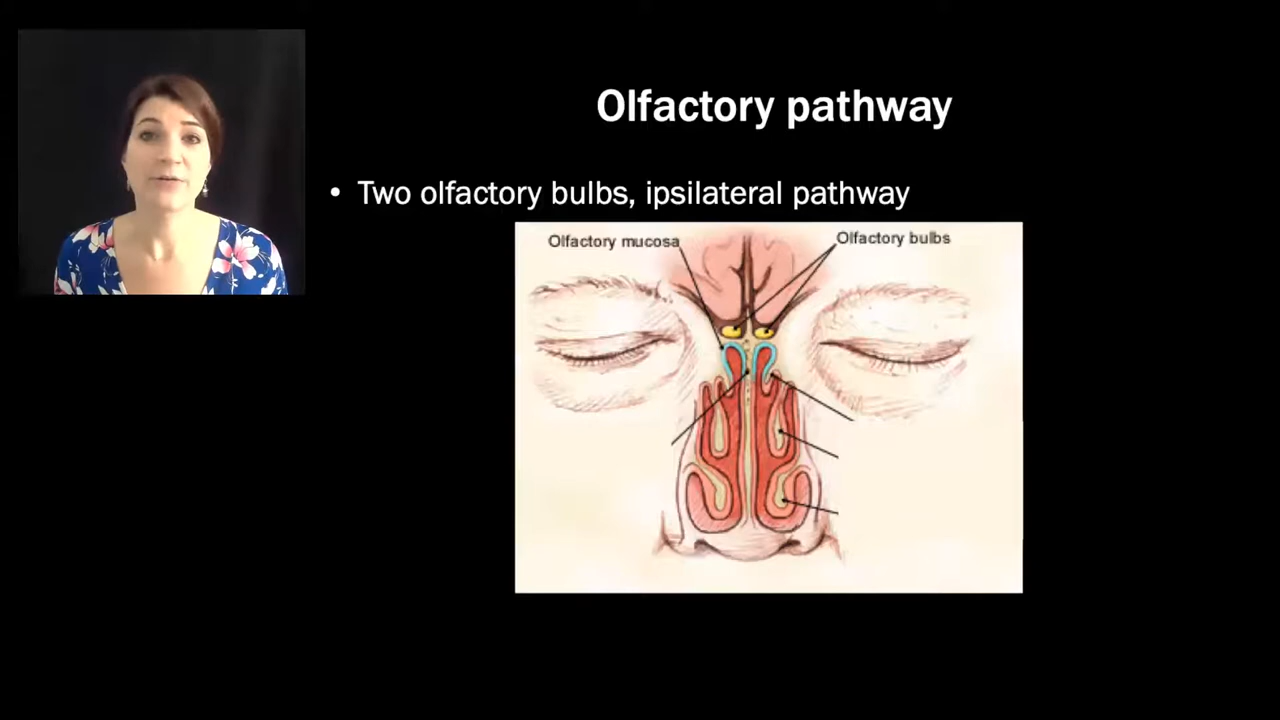 Olfactory pathway
• Two olfactory bulbs, ipsilateral pathway
Olfactory mucosa
Olfactory bulbs